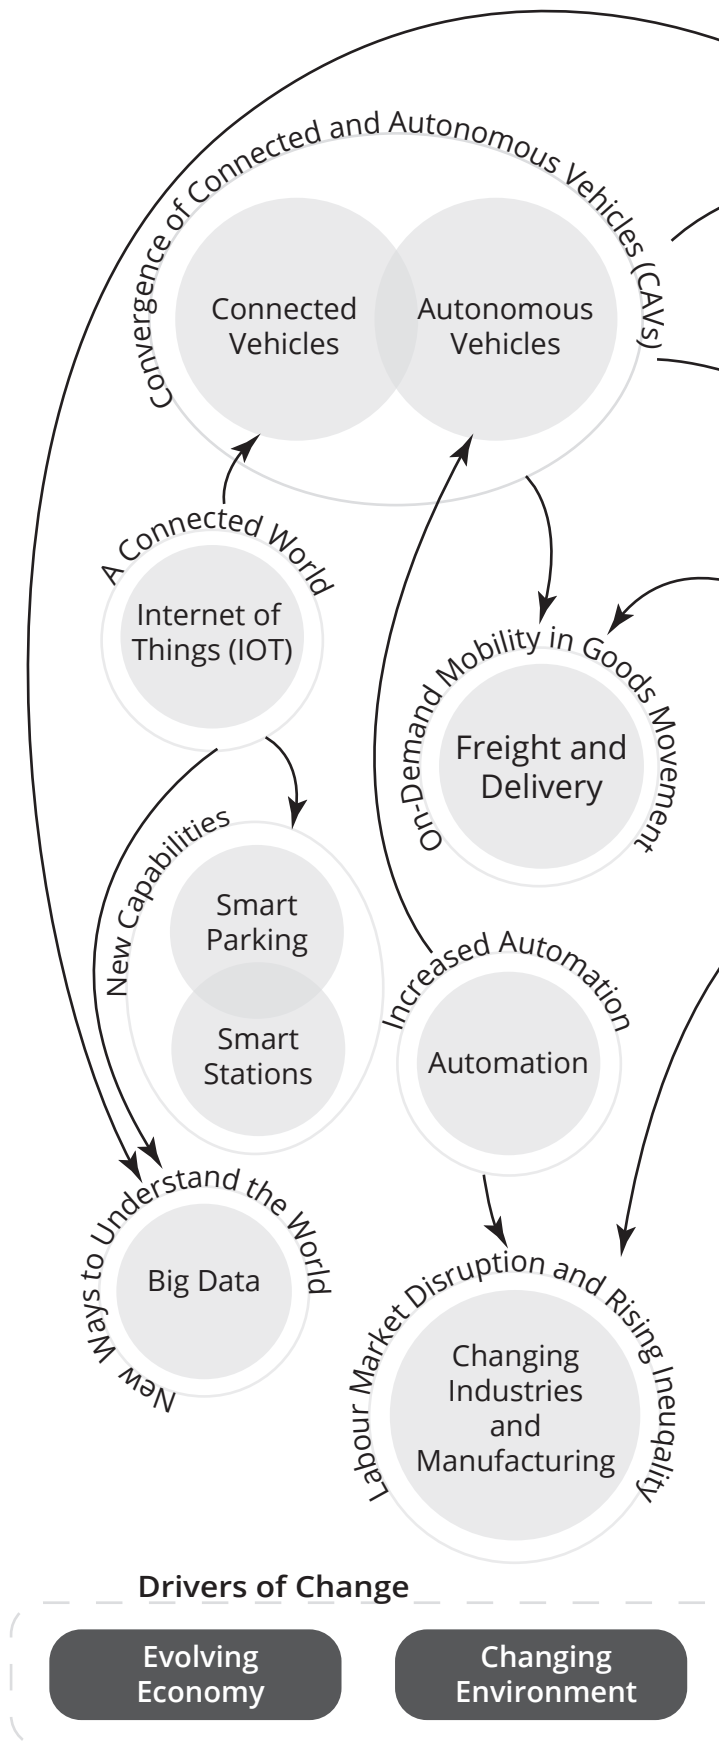 Convergence of Connected and Autonomous Vehicles (CAVs)
Connected
Vehicles
Autonomous
Vehicles
A Connected World
Internet of
Things (IOT)
On-Demand Mobility in Goods Movement
Freight and
Delivery
New Capabilities
Smart
Parking
Smart
Stations
Increased Automation
Automation
New Ways to Understand the World
Big Data
Labour Market Disruption and Rising Ineuqality
Changing
Industries
and
Manufacturing
Drivers of Change
Evolving
Economy
Changing
Environment